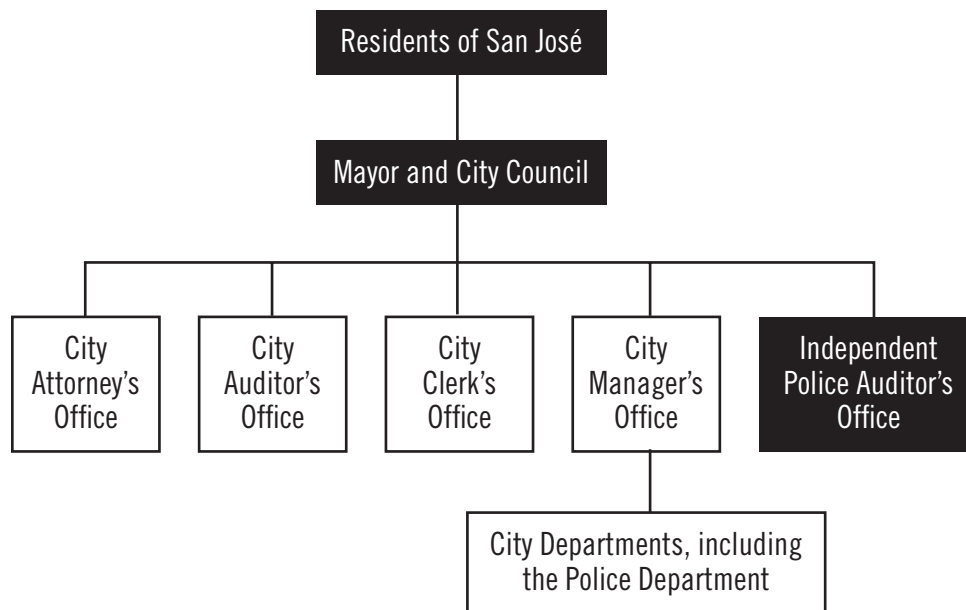 Residents of San José
Mayor and City Council
City
Attorney’s
Office
City
Auditor’s
Office
City
Clerk’s
Office
City
Manager’s
Office
Independent
Police Auditor’s
Office
City Departments, including
the Police Department